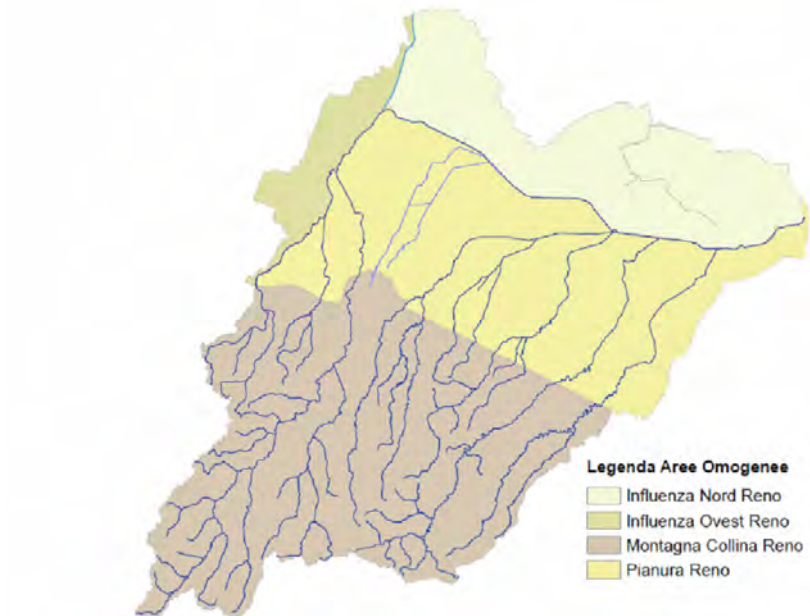 Legenda Aree Omogenee
Influenza Nord Reno
Influenza Ovest Reno
Montagna Collina Reno
Pianura Reno